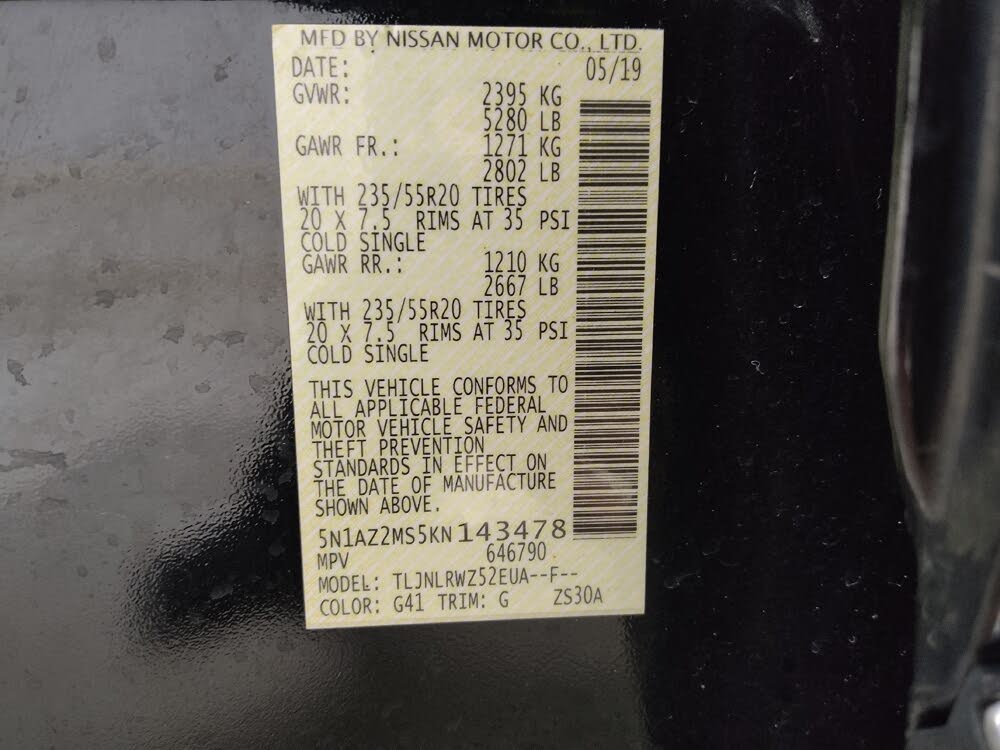 MFD BY NISSAN MOTOR CO., LTD.
DATE: 05/19
GVWR: 2395 KG
5280 LB
GAWR FR.: 1271 KG
2802 LB
WITH 235/55R20 TIRES
20 X 7.5 RIMS AT 35 PSI
COLD SINGLE
GAWR RR.: 1210 KG
2667 LB
WITH 235/55R20 TIRES
20 X 7.5 RIMS AT 35 PSI
COLD SINGLE
THIS VEHICLE CONFORMS TO
ALL APPLICABLE FEDERAL
MOTOR VEHICLE SAFETY AND
THEFT PREVENTION
STANDARDS IN EFFECT ON
THE DATE OF MANUFACTURE
SHOWN ABOVE.
5N1AZ2MS5KN143478
MPV 646790
MODEL: TLJNLRWZ52EUA--F--
COLOR: G41 TRIM: G ZS30A